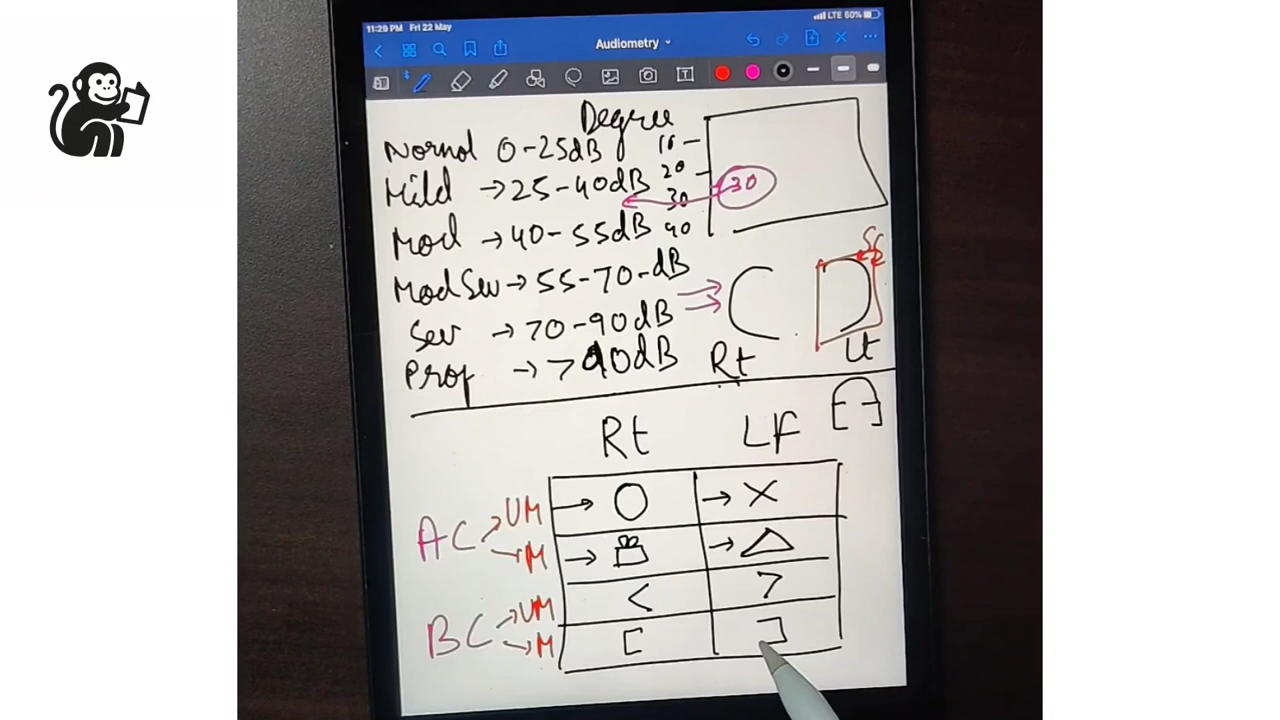 11:29 PM Fri 22 May
LTE 60%
Audiometry
Degree
Normal 0-25dB
Mild → 25-40dB
Mod → 40-55dB
ModSev → 55-70-dB
Sev → 70-90dB
Prof → >90dB
10
20
30
40
30
Rt
Lt
Rt Lf
AC UM → O → X
M → → △
BC UM < >
M [ ]